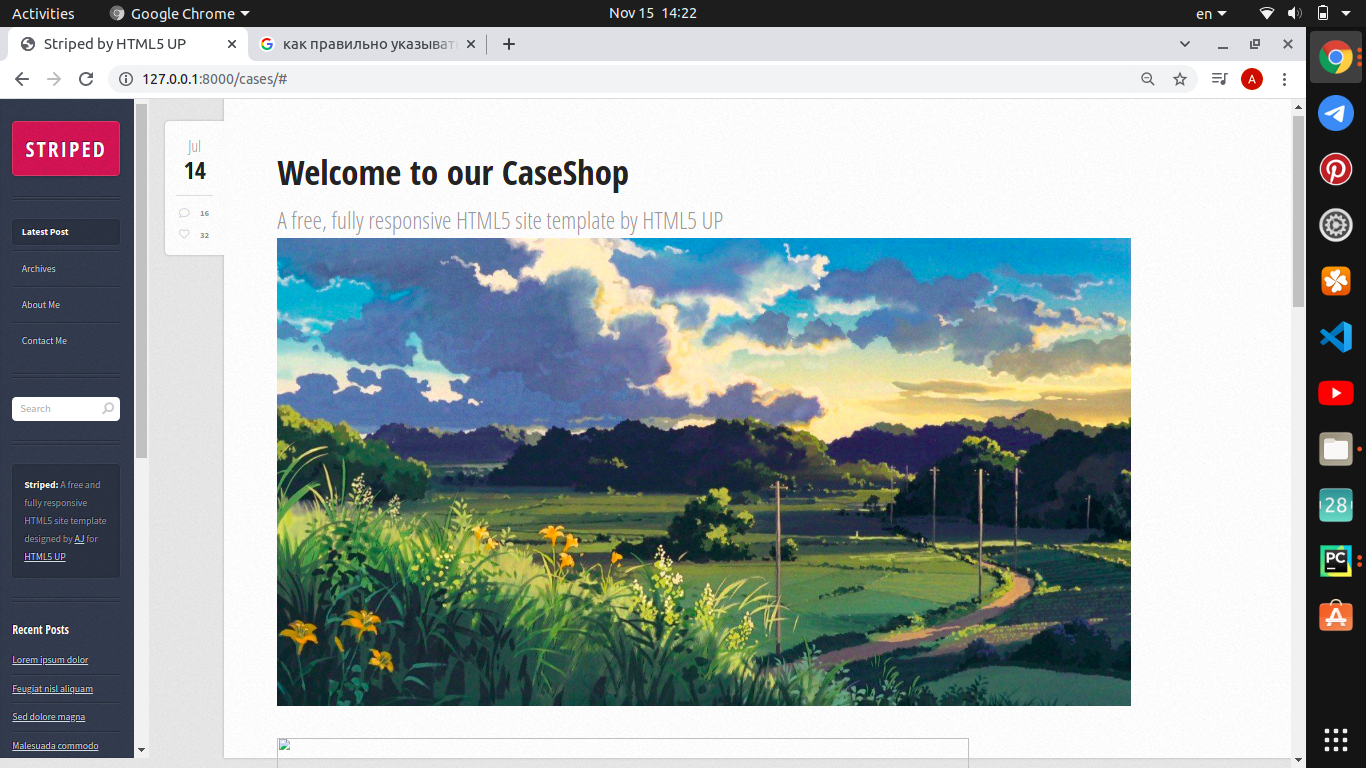 Activities
Google Chrome
Nov 15 14:22
en
Striped by HTML5 UP
как правильно указыват
127.0.0.1:8000/cases/#
A
STRIPED
Latest Post
Archives
About Me
Contact Me
Search
Striped: A free and
fully responsive
HTML5 site template
designed by AJ for
HTML5 UP
Recent Posts
Lorem ipsum dolor
Feugiat nisl aliquam
Sed dolore magna
Malesuada commodo
Jul
14
16
32
Welcome to our CaseShop
A free, fully responsive HTML5 site template by HTML5 UP
28
PC